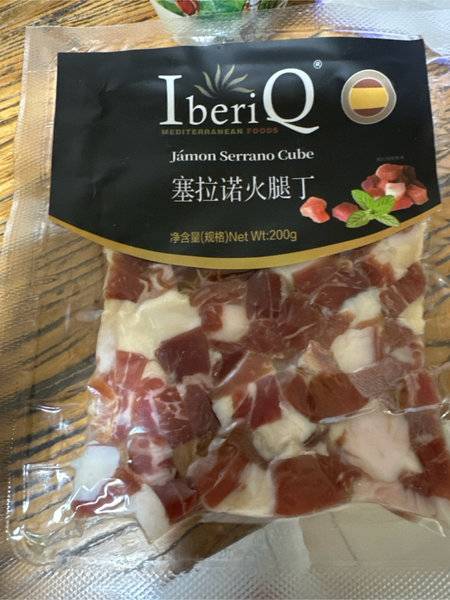 IberiQ®
MEDITERRANEAN FOODS
Jámon Serrano Cube
塞拉诺火腿丁
净含量(规格)Net Wt:200g